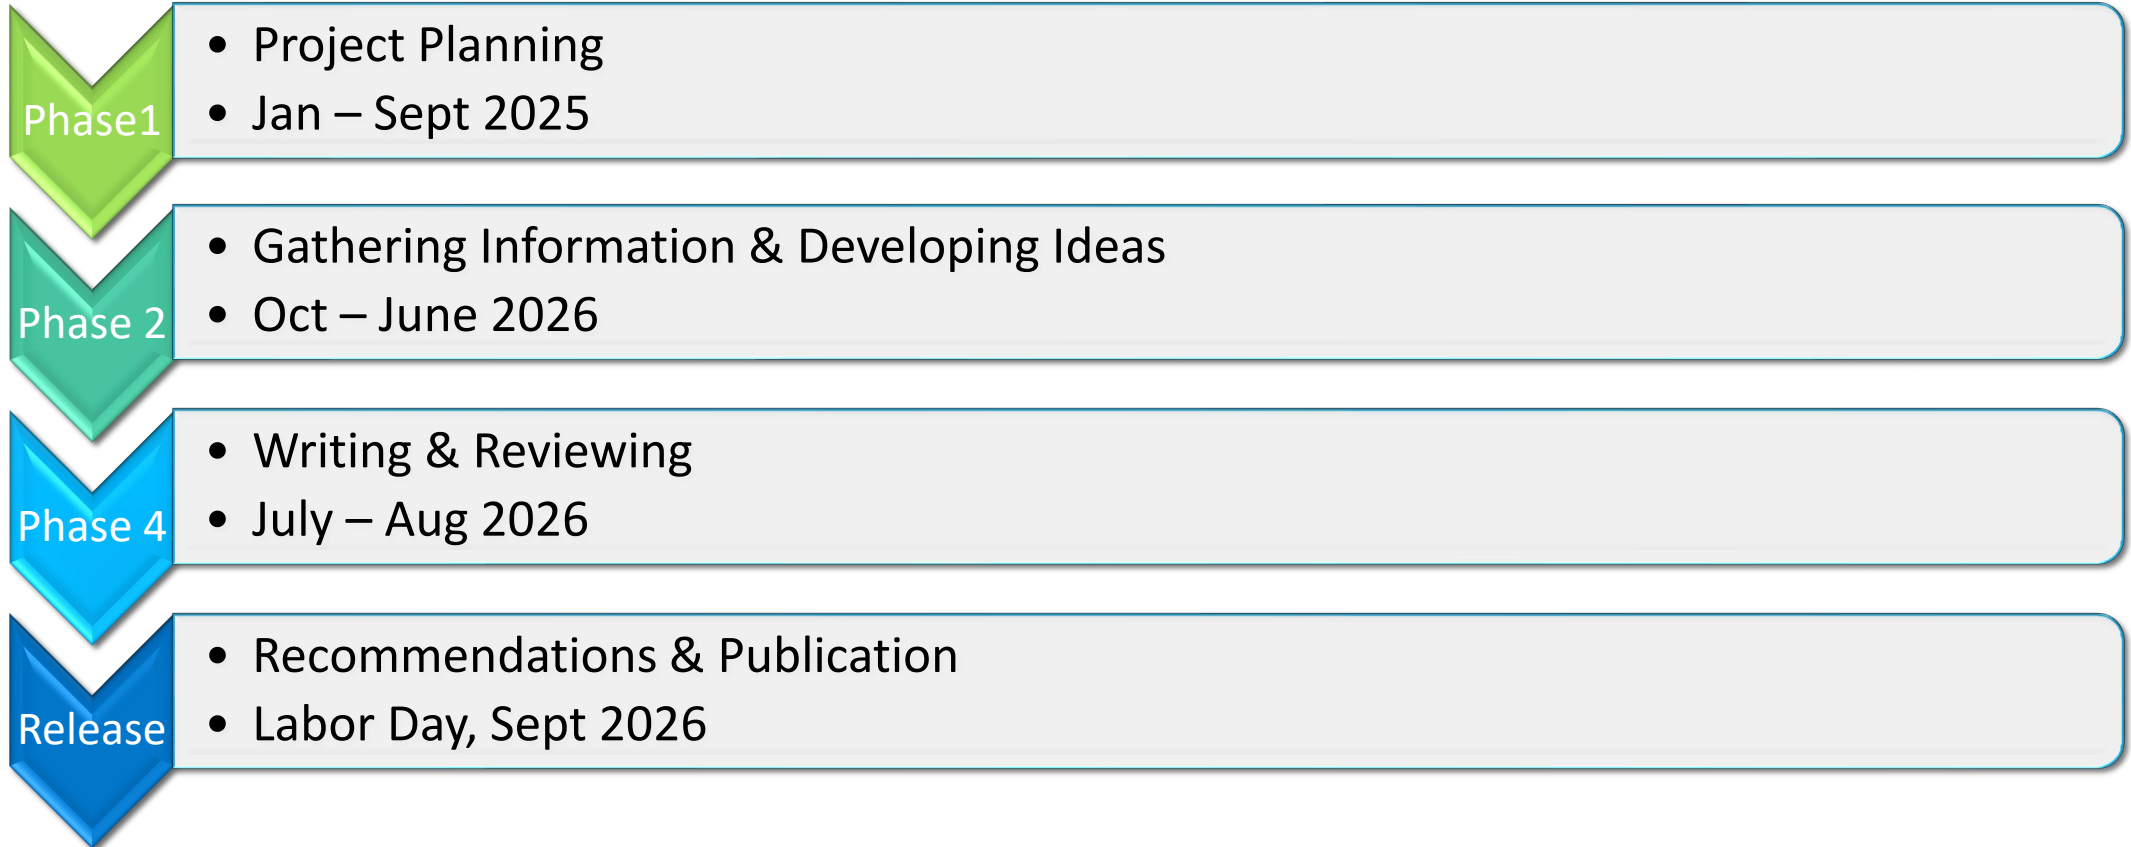 Phase1
• Project Planning
• Jan – Sept 2025
Phase 2
• Gathering Information & Developing Ideas
• Oct – June 2026
Phase 4
• Writing & Reviewing
• July – Aug 2026
Release
• Recommendations & Publication
• Labor Day, Sept 2026